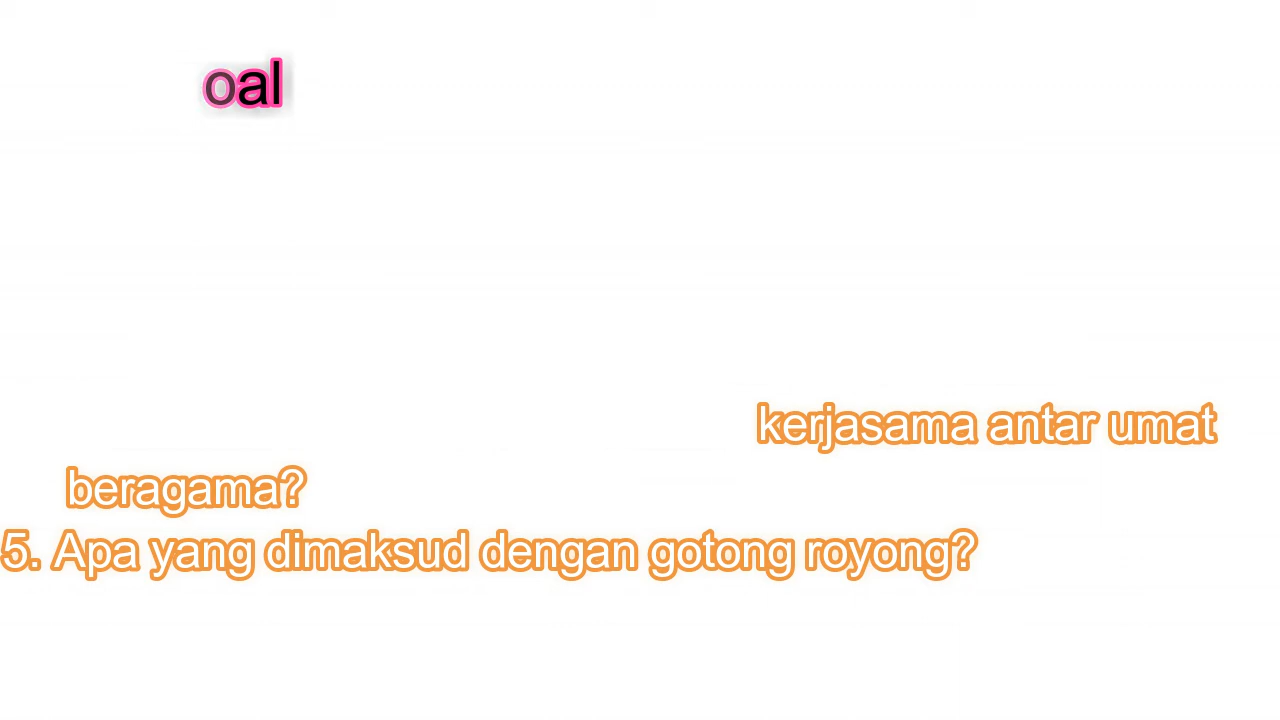 oal
kerjasama antar umat
beragama?
5. Apa yang dimaksud dengan gotong royong?